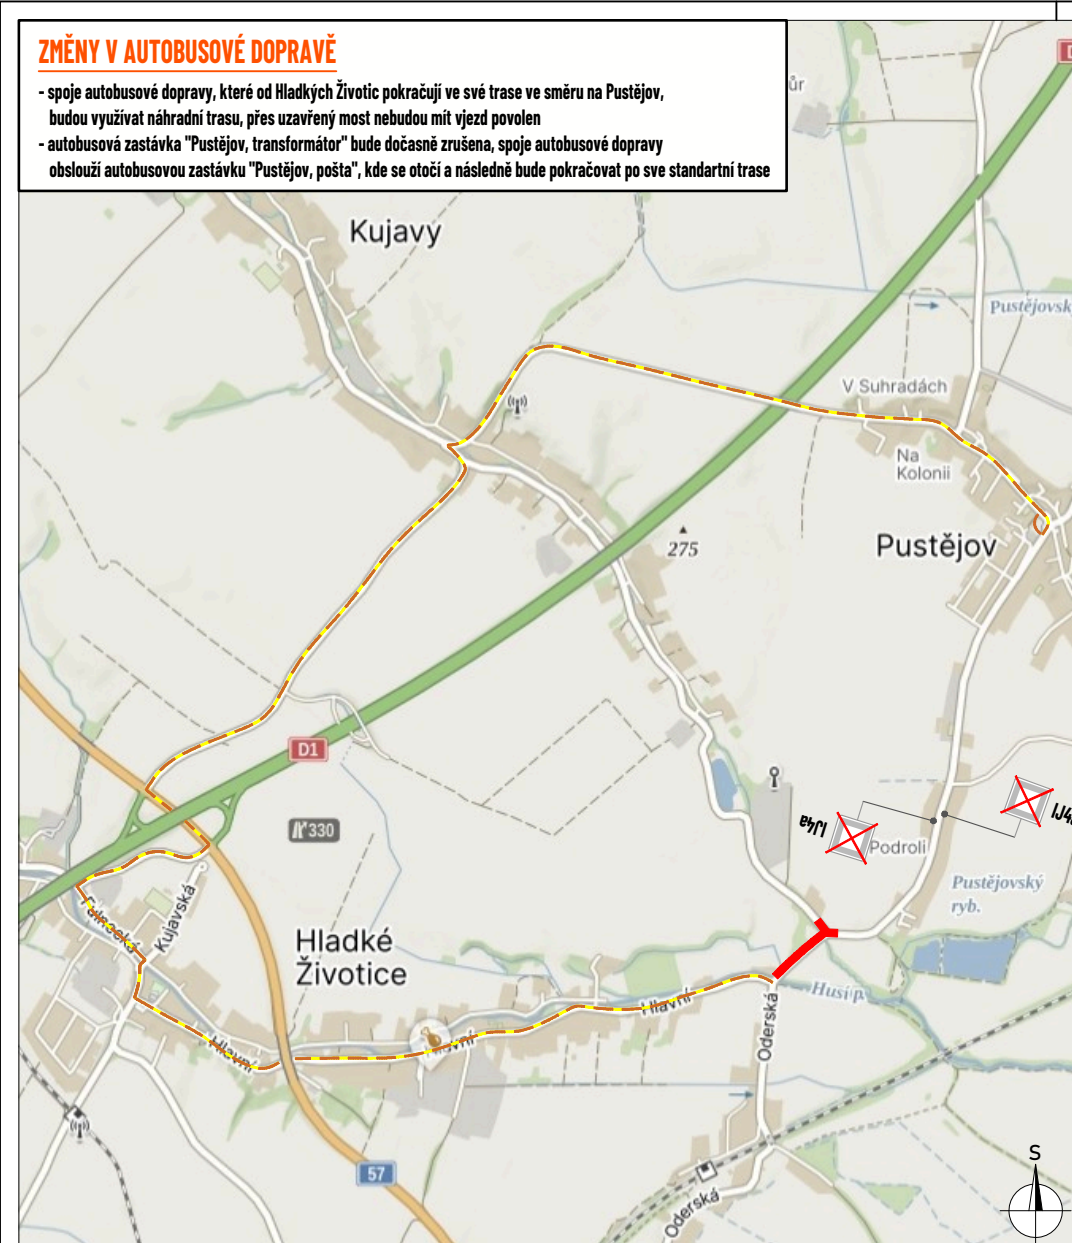 ZMĚNY V AUTOBUSOVÉ DOPRAVĚ
- spoje autobusové dopravy, které od Hladkých Životic pokračují ve své trase ve směru na Pustějov,
budou využívat náhradní trasu, přes uzavřený most nebudou mít vjezd povolen
- autobusová zastávka "Pustějov, transformátor" bude dočasně zrušena, spoje autobusové dopravy
obslouží autobusovou zastávku "Pustějov, pošta", kde se otočí a následně bude pokračovat po sve standartní trase
D
ůr
Kujavy
Pustějovsk
V Suhradách
Na
Kolonii
275
Pustějov
D1
330
IJ4a
IJ4a
Podrolí
Pustějovský
ryb.
Fulnecká
Kujavská
Hladké
Životice
Hlavní
Husí p.
Oderská
Hlavní
Hlavní
57
Oderská
S